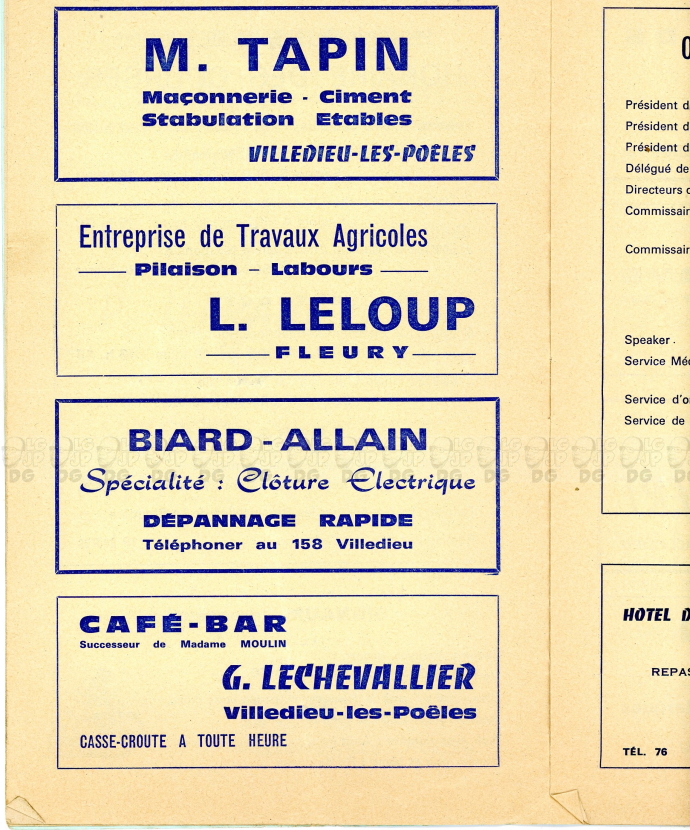 M. TAPIN
Maçonnerie - Ciment
Stabulation Etables
VILLEDIEU-LES-POÊLES
Entreprise de Travaux Agricoles
Pilaison - Labours
L. LELOUP
FLEURY
BIARD - ALLAIN
Spécialité : Clôture Electrique
DÉPANNAGE RAPIDE
Téléphoner au 158 Villedieu
CAFÉ-BAR
Successeur de Madame MOULIN
G. LECHEVALLIER
Villedieu-les-Poêles
CASSE-CROUTE A TOUTE HEURE
Président d
Président d
Président d
Délégué de
Directeurs
Commissair
Commissair
Speaker .
Service Mé
Service d'o
Service de
HOTEL
REPAS
TÉL. 76